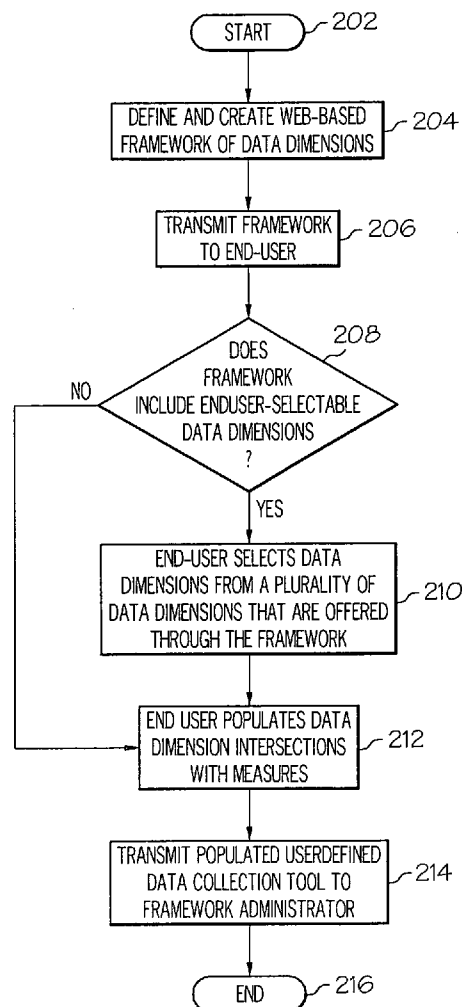 START
202
DEFINE AND CREATE WEB-BASED
FRAMEWORK OF DATA DIMENSIONS
204
TRANSMIT FRAMEWORK
TO END-USER
206
208
DOES
FRAMEWORK
INCLUDE ENDUSER-SELECTABLE
DATA DIMENSIONS
?
NO
YES
END-USER SELECTS DATA
DIMENSIONS FROM A PLURALITY OF
DATA DIMENSIONS THAT ARE OFFERED
THROUGH THE FRAMEWORK
210
END USER POPULATES DATA
DIMENSION INTERSECTIONS
WITH MEASURES
212
TRANSMIT POPULATED USERDEFINED
DATA COLLECTION TOOL TO
FRAMEWORK ADMINISTRATOR
214
END
216